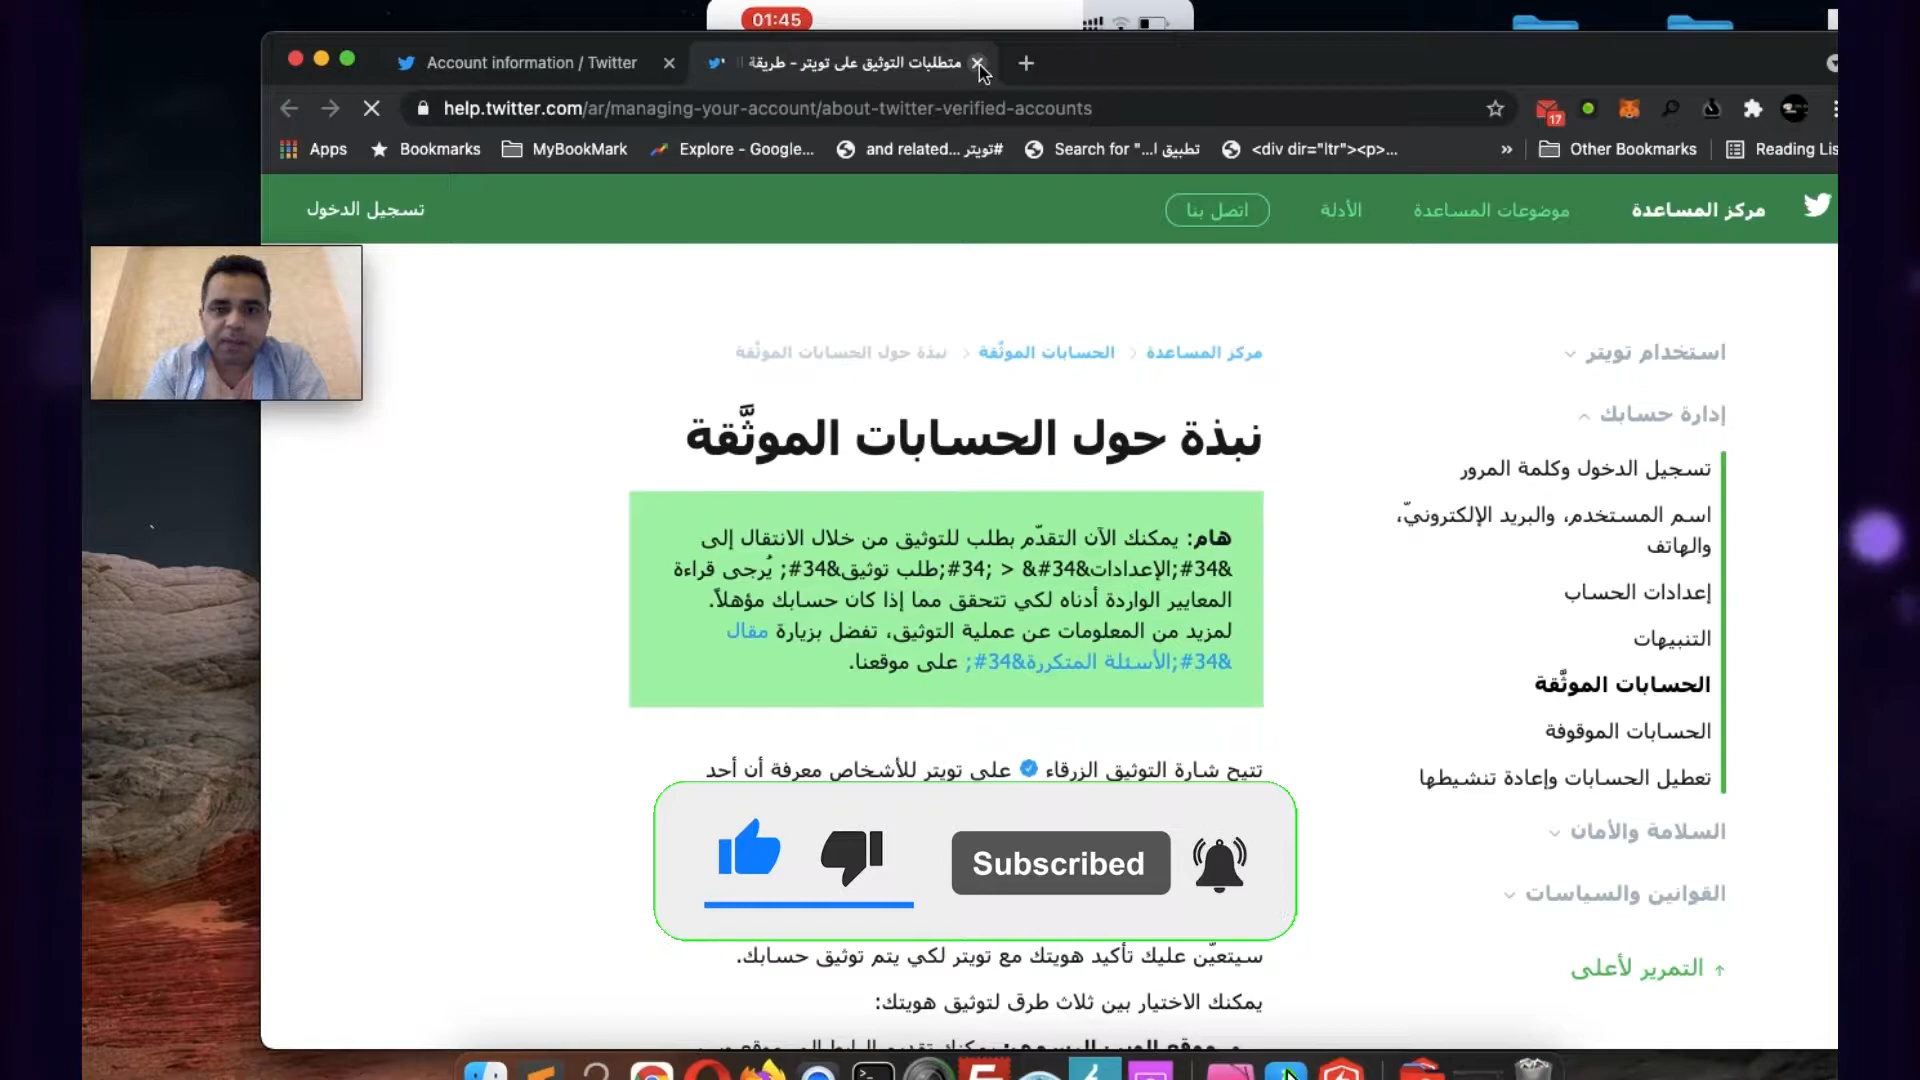 01:45
Account information / Twitter
متطلبات التوثيق على تويتر - طريقة
help.twitter.com/ar/managing-your-account/about-twitter-verified-accounts
17
Apps
Bookmarks
MyBookMark
Explore - Google...
#تويتر and related...
Search for "...تطبيق ا
<div dir="ltr"><p>...
»
Other Bookmarks
Reading Lis
مركز المساعدة
موضوعات المساعدة
الأدلة
اتصل بنا
تسجيل الدخول
مركز المساعدة
الحسابات الموثّقة
نبذة حول الحسابات الموثّقة
نبذة حول الحسابات الموثَّقة
هام: يمكنك الآن التقدّم بطلب للتوثيق من خلال الانتقال إلى
&#34;الإعدادات&#34; > &#34;طلب توثيق&#34; يُرجى قراءة
المعايير الواردة أدناه لكي تتحقق مما إذا كان حسابك مؤهلاً.
لمزيد من المعلومات عن عملية التوثيق، تفضل بزيارة مقال
&#34;الأسئلة المتكررة&#34; على موقعنا.
تتيح شارة التوثيق الزرقاء على تويتر للأشخاص معرفة أن أحد
Subscribed
سيتعيّن عليك تأكيد هويتك مع تويتر لكي يتم توثيق حسابك.
يمكنك الاختيار بين ثلاث طرق لتوثيق هويتك:
استخدام تويتر
إدارة حسابك
تسجيل الدخول وكلمة المرور
اسم المستخدم، والبريد الإلكترونيّ،
والهاتف
إعدادات الحساب
التنبيهات
الحسابات الموثَّقة
الحسابات الموقوفة
تعطيل الحسابات وإعادة تنشيطها
السلامة والأمان
القوانين والسياسات
التمرير لأعلى